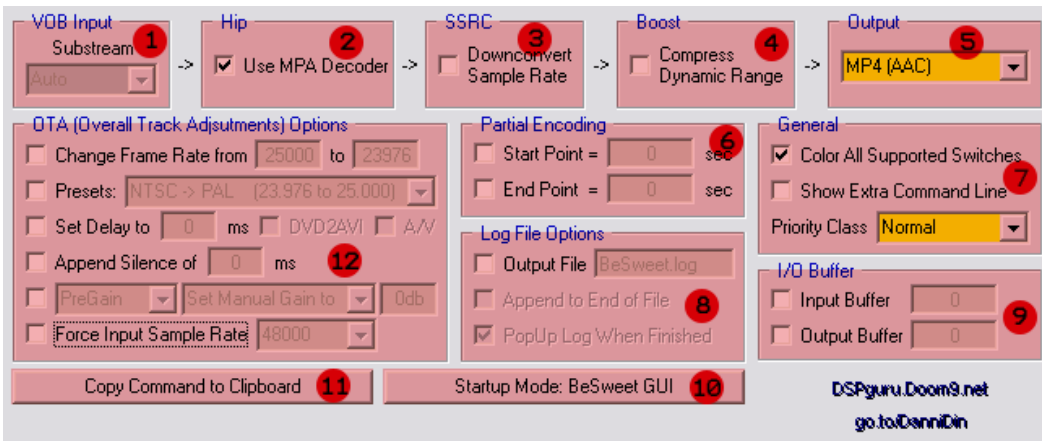 VOB Input
Substream 1
Auto
->
Hip
2
Use MPA Decoder
->
SSRC
3
Downconvert
Sample Rate
->
Boost
4
Compress
Dynamic Range
->
Output
5
MP4 (AAC)
OTA (Overall Track Adjsutments) Options
Change Frame Rate from 25000 to 23976
Presets: NTSC -> PAL (23.976 to 25.000)
Set Delay to 0 ms DVD2AVI A/V
Append Silence of 0 ms 12
PreGain Set Manual Gain to 0db
Force Input Sample Rate 48000
Partial Encoding
6
Start Point = 0 sec
End Point = 0 sec
Log File Options
Output File BeSweet.log
Append to End of File
8
PopUp Log When Finished
General
Color All Supported Switches
7
Show Extra Command Line
Priority Class Normal
I/O Buffer
Input Buffer 0
9
Output Buffer 0
Copy Command to Clipboard 11
Startup Mode: BeSweet GUI 10
DSPguru.Doom9.net
go.to/DanniDin